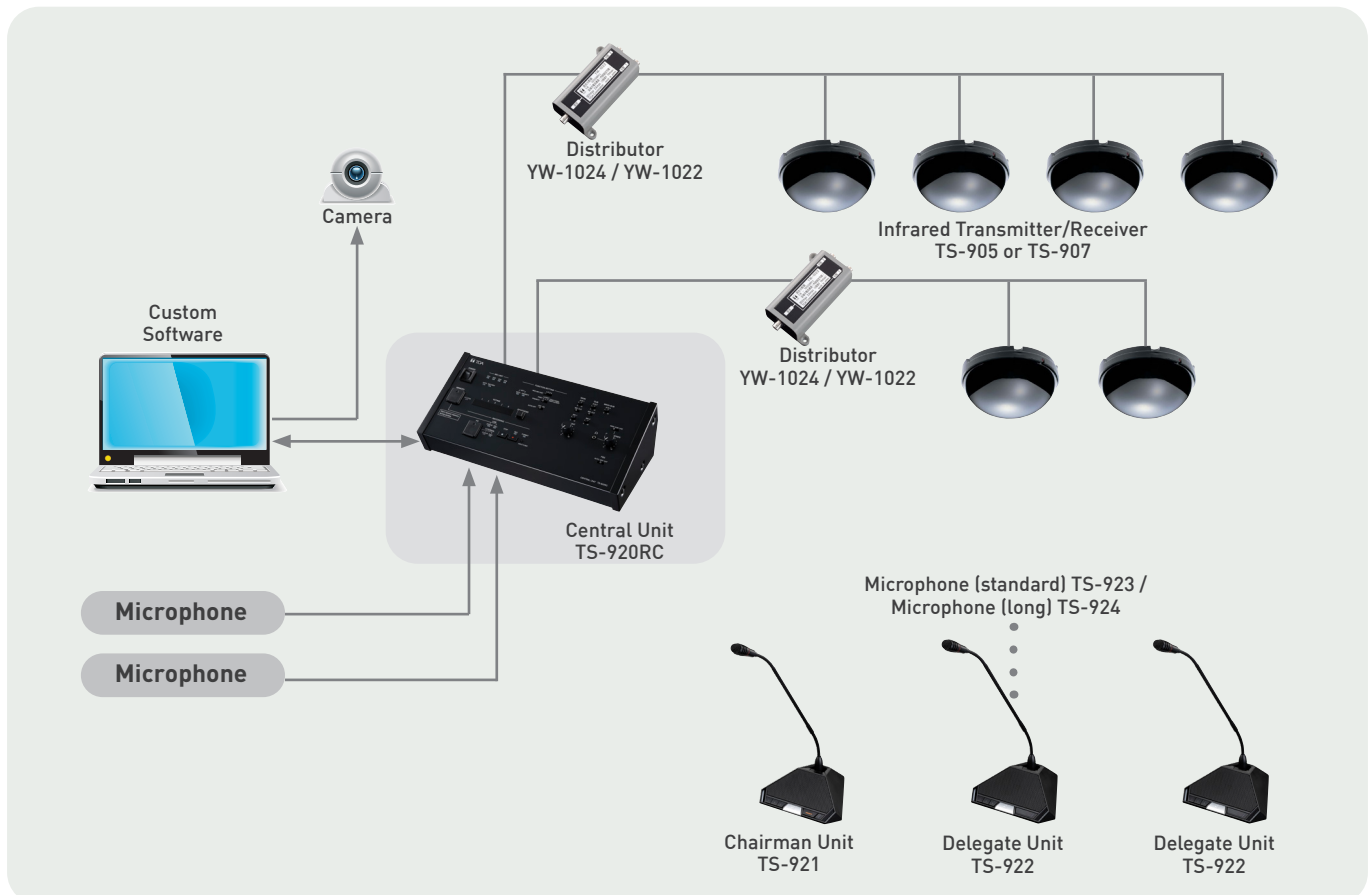 Distributor
YW-1024 / YW-1022
Camera
Infrared Transmitter/Receiver
TS-905 or TS-907
Custom
Software
Distributor
YW-1024 / YW-1022
Central Unit
TS-920RC
Microphone
Microphone
Microphone (standard) TS-923 /
Microphone (long) TS-924
Chairman Unit
TS-921
Delegate Unit
TS-922
Delegate Unit
TS-922